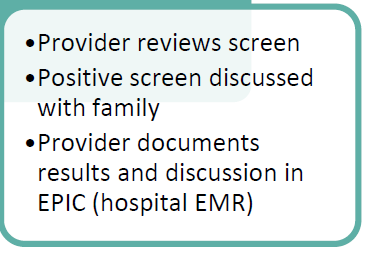 •Provider reviews screen
•Positive screen discussed
with family
•Provider documents
results and discussion in
EPIC (hospital EMR)